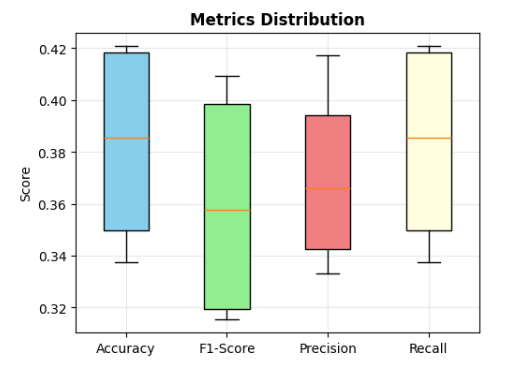 Metrics Distribution
Score
0.42
0.40
0.38
0.36
0.34
0.32
Accuracy F1-Score Precision Recall